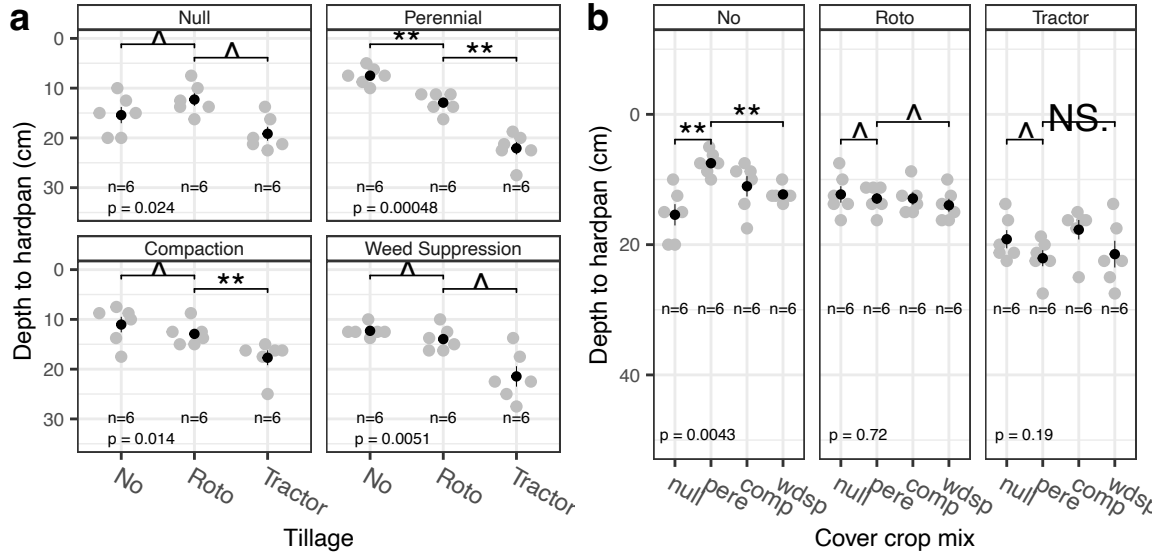 a
Null
Perennial
Depth to hardpan (cm)
0
10
20
30
^
^
n=6 n=6 n=6
p = 0.024
**
**
n=6 n=6 n=6
p = 0.00048
Compaction
Weed Suppression
0
10
20
30
^
**
n=6 n=6 n=6
p = 0.014
^
^
n=6 n=6 n=6
p = 0.0051
No Roto Tractor
No Roto Tractor
Tillage
b
No
Roto
Tractor
Depth to hardpan (cm)
0
20
40
**
**
n=6 n=6 n=6 n=6
p = 0.0043
^
^
n=6 n=6 n=6 n=6
p = 0.72
^
NS.
n=6 n=6 n=6 n=6
p = 0.19
null pere comp wdsp
null pere comp wdsp
null pere comp wdsp
Cover crop mix